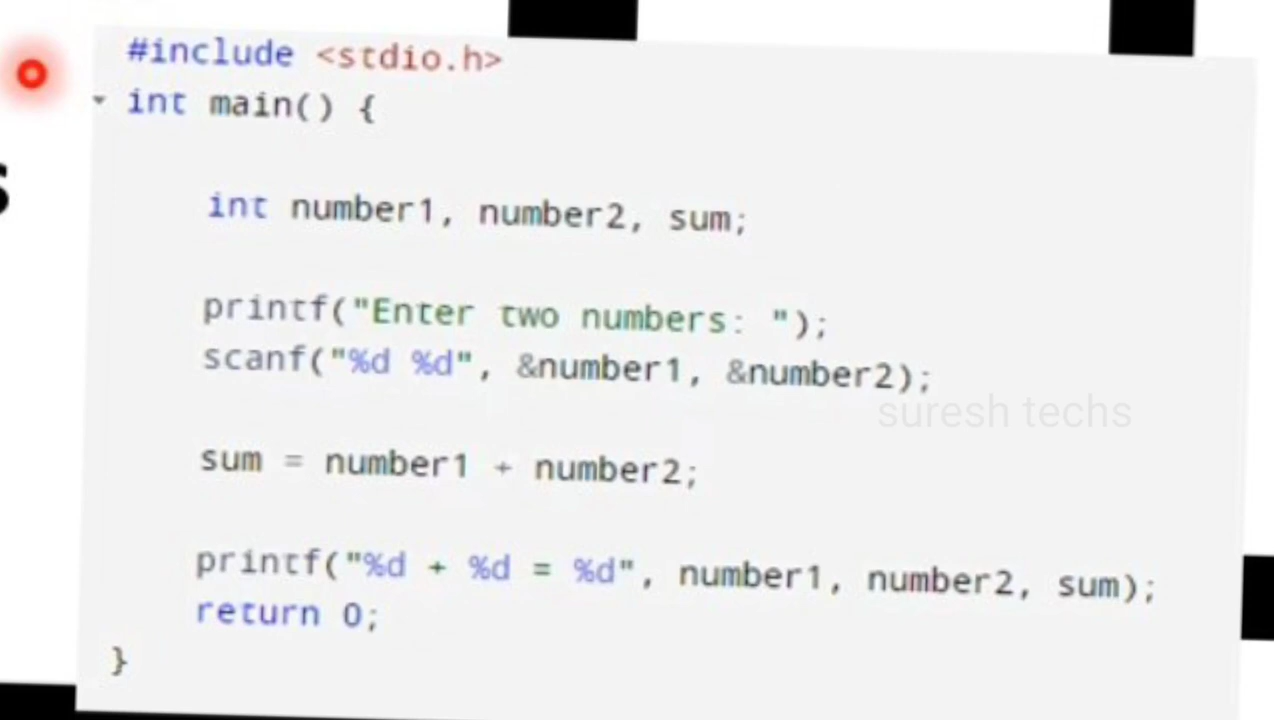 #include <stdio.h>
int main() {
int number1, number2, sum;
printf("Enter two numbers: ");
scanf("%d %d", &number1, &number2);
suresh techs
sum = number1 + number2;
printf("%d + %d = %d", number1, number2, sum);
return 0;
}